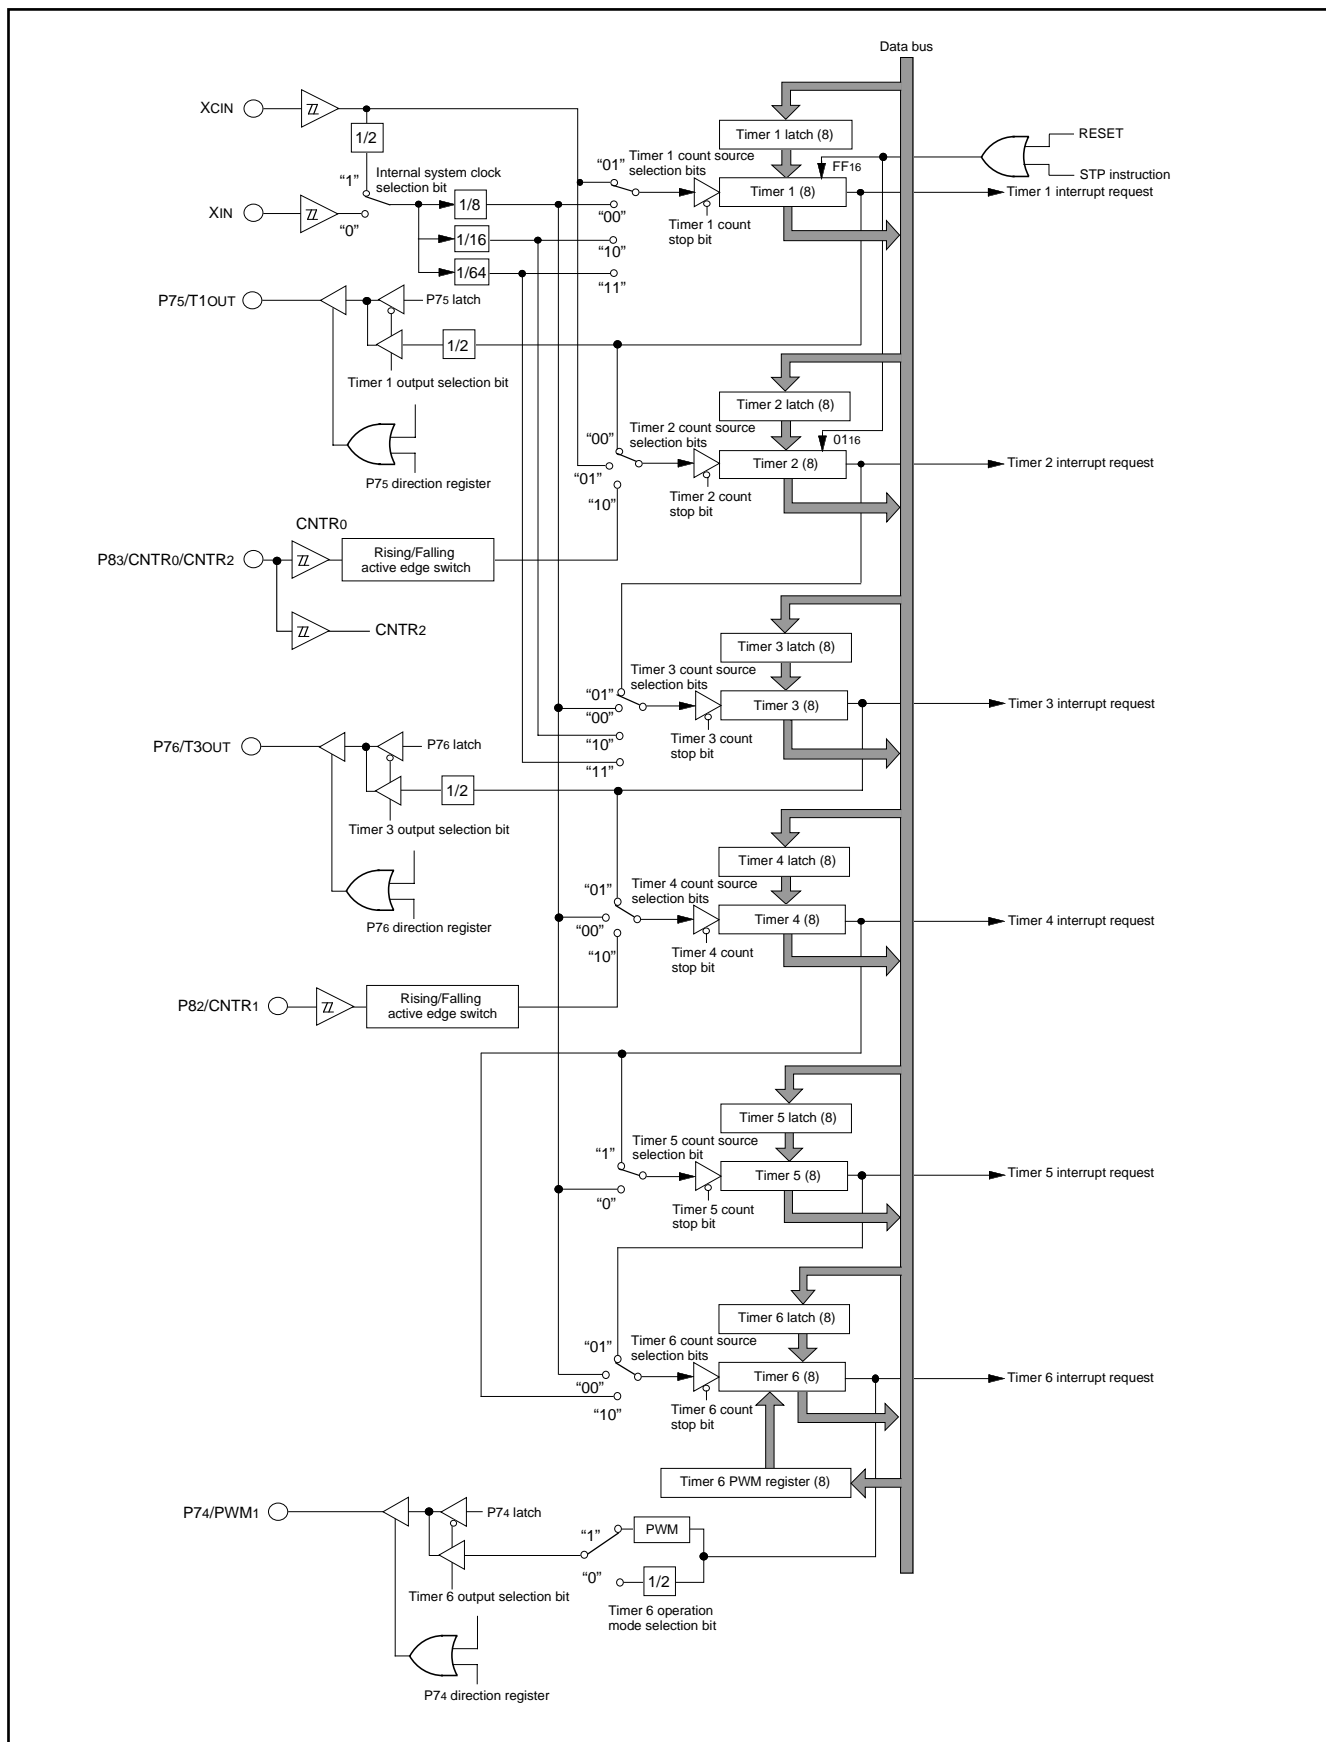 Data bus
XCIN
1/2
Timer 1 latch (8)
RESET
STP instruction
FF16
“01”
Timer 1 count source
selection bits
“1”
Internal system clock
selection bit
1/8
Timer 1 (8)
Timer 1 interrupt request
XIN
“0”
“00”
Timer 1 count
stop bit
1/16
“10”
1/64
“11”
P75/T1OUT
P75 latch
1/2
Timer 1 output selection bit
Timer 2 latch (8)
“00”
Timer 2 count source
selection bits
0116
Timer 2 (8)
Timer 2 interrupt request
“01”
P75 direction register
“10”
Timer 2 count
stop bit
CNTR0
P83/CNTR0/CNTR2
Rising/Falling
active edge switch
CNTR2
Timer 3 latch (8)
Timer 3 count source
selection bits
“01”
Timer 3 (8)
Timer 3 interrupt request
“00”
“10”
Timer 3 count
stop bit
“11”
P76/T3OUT
P76 latch
1/2
Timer 3 output selection bit
Timer 4 latch (8)
“01”
Timer 4 count source
selection bits
Timer 4 (8)
Timer 4 interrupt request
“00”
P76 direction register
“10”
Timer 4 count
stop bit
P82/CNTR1
Rising/Falling
active edge switch
Timer 5 latch (8)
“1”
Timer 5 count source
selection bit
Timer 5 (8)
Timer 5 interrupt request
“0”
Timer 5 count
stop bit
Timer 6 latch (8)
“01”
Timer 6 count source
selection bits
Timer 6 (8)
Timer 6 interrupt request
“00”
“10”
Timer 6 count
stop bit
Timer 6 PWM register (8)
P74/PWM1
P74 latch
“1”
PWM
“0”
1/2
Timer 6 output selection bit
Timer 6 operation
mode selection bit
P74 direction register